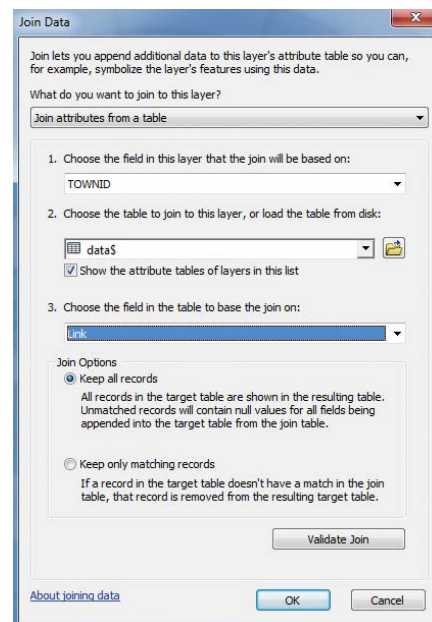 Join Data
Join lets you append additional data to this layer's attribute table so you can,
for example, symbolize the layer's features using this data.
What do you want to join to this layer?
Join attributes from a table
1. Choose the field in this layer that the join will be based on:
TOWNID
2. Choose the table to join to this layer, or load the table from disk:
data$
Show the attribute tables of layers in this list
3. Choose the field in the table to base the join on:
Link
Join Options
Keep all records
All records in the target table are shown in the resulting table.
Unmatched records will contain null values for all fields being
appended into the target table from the join table.
Keep only matching records
If a record in the target table doesn't have a match in the join
table, that record is removed from the resulting target table.
Validate Join
About joining data
OK
Cancel